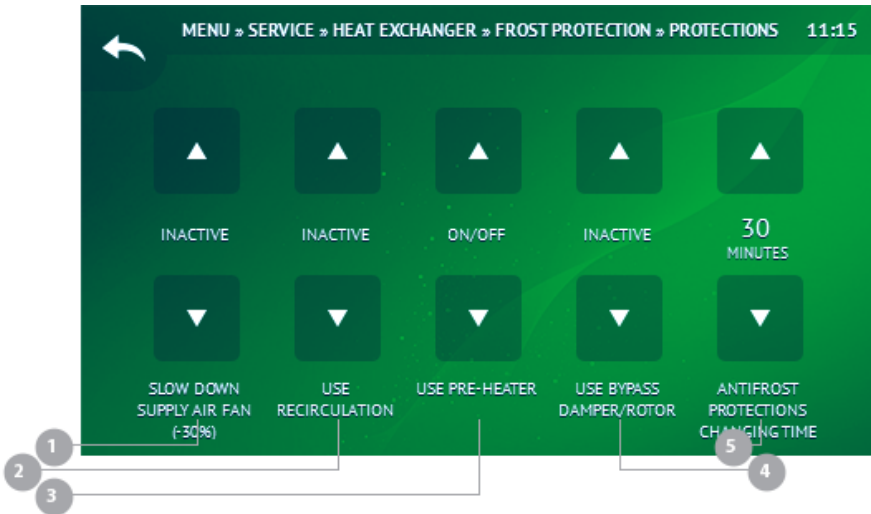 MENU » SERVICE » HEAT EXCHANGER » FROST PROTECTION » PROTECTIONS 11:15
INACTIVE
INACTIVE
ON/OFF
INACTIVE
30
MINUTES
SLOW DOWN
SUPPLY AIR FAN
(-30%)
USE
RECIRCULATION
USE PRE-HEATER
USE BYPASS
DAMPER/ROTOR
ANTIFROST
PROTECTIONS
CHANGING TIME
1
2
3
4
5